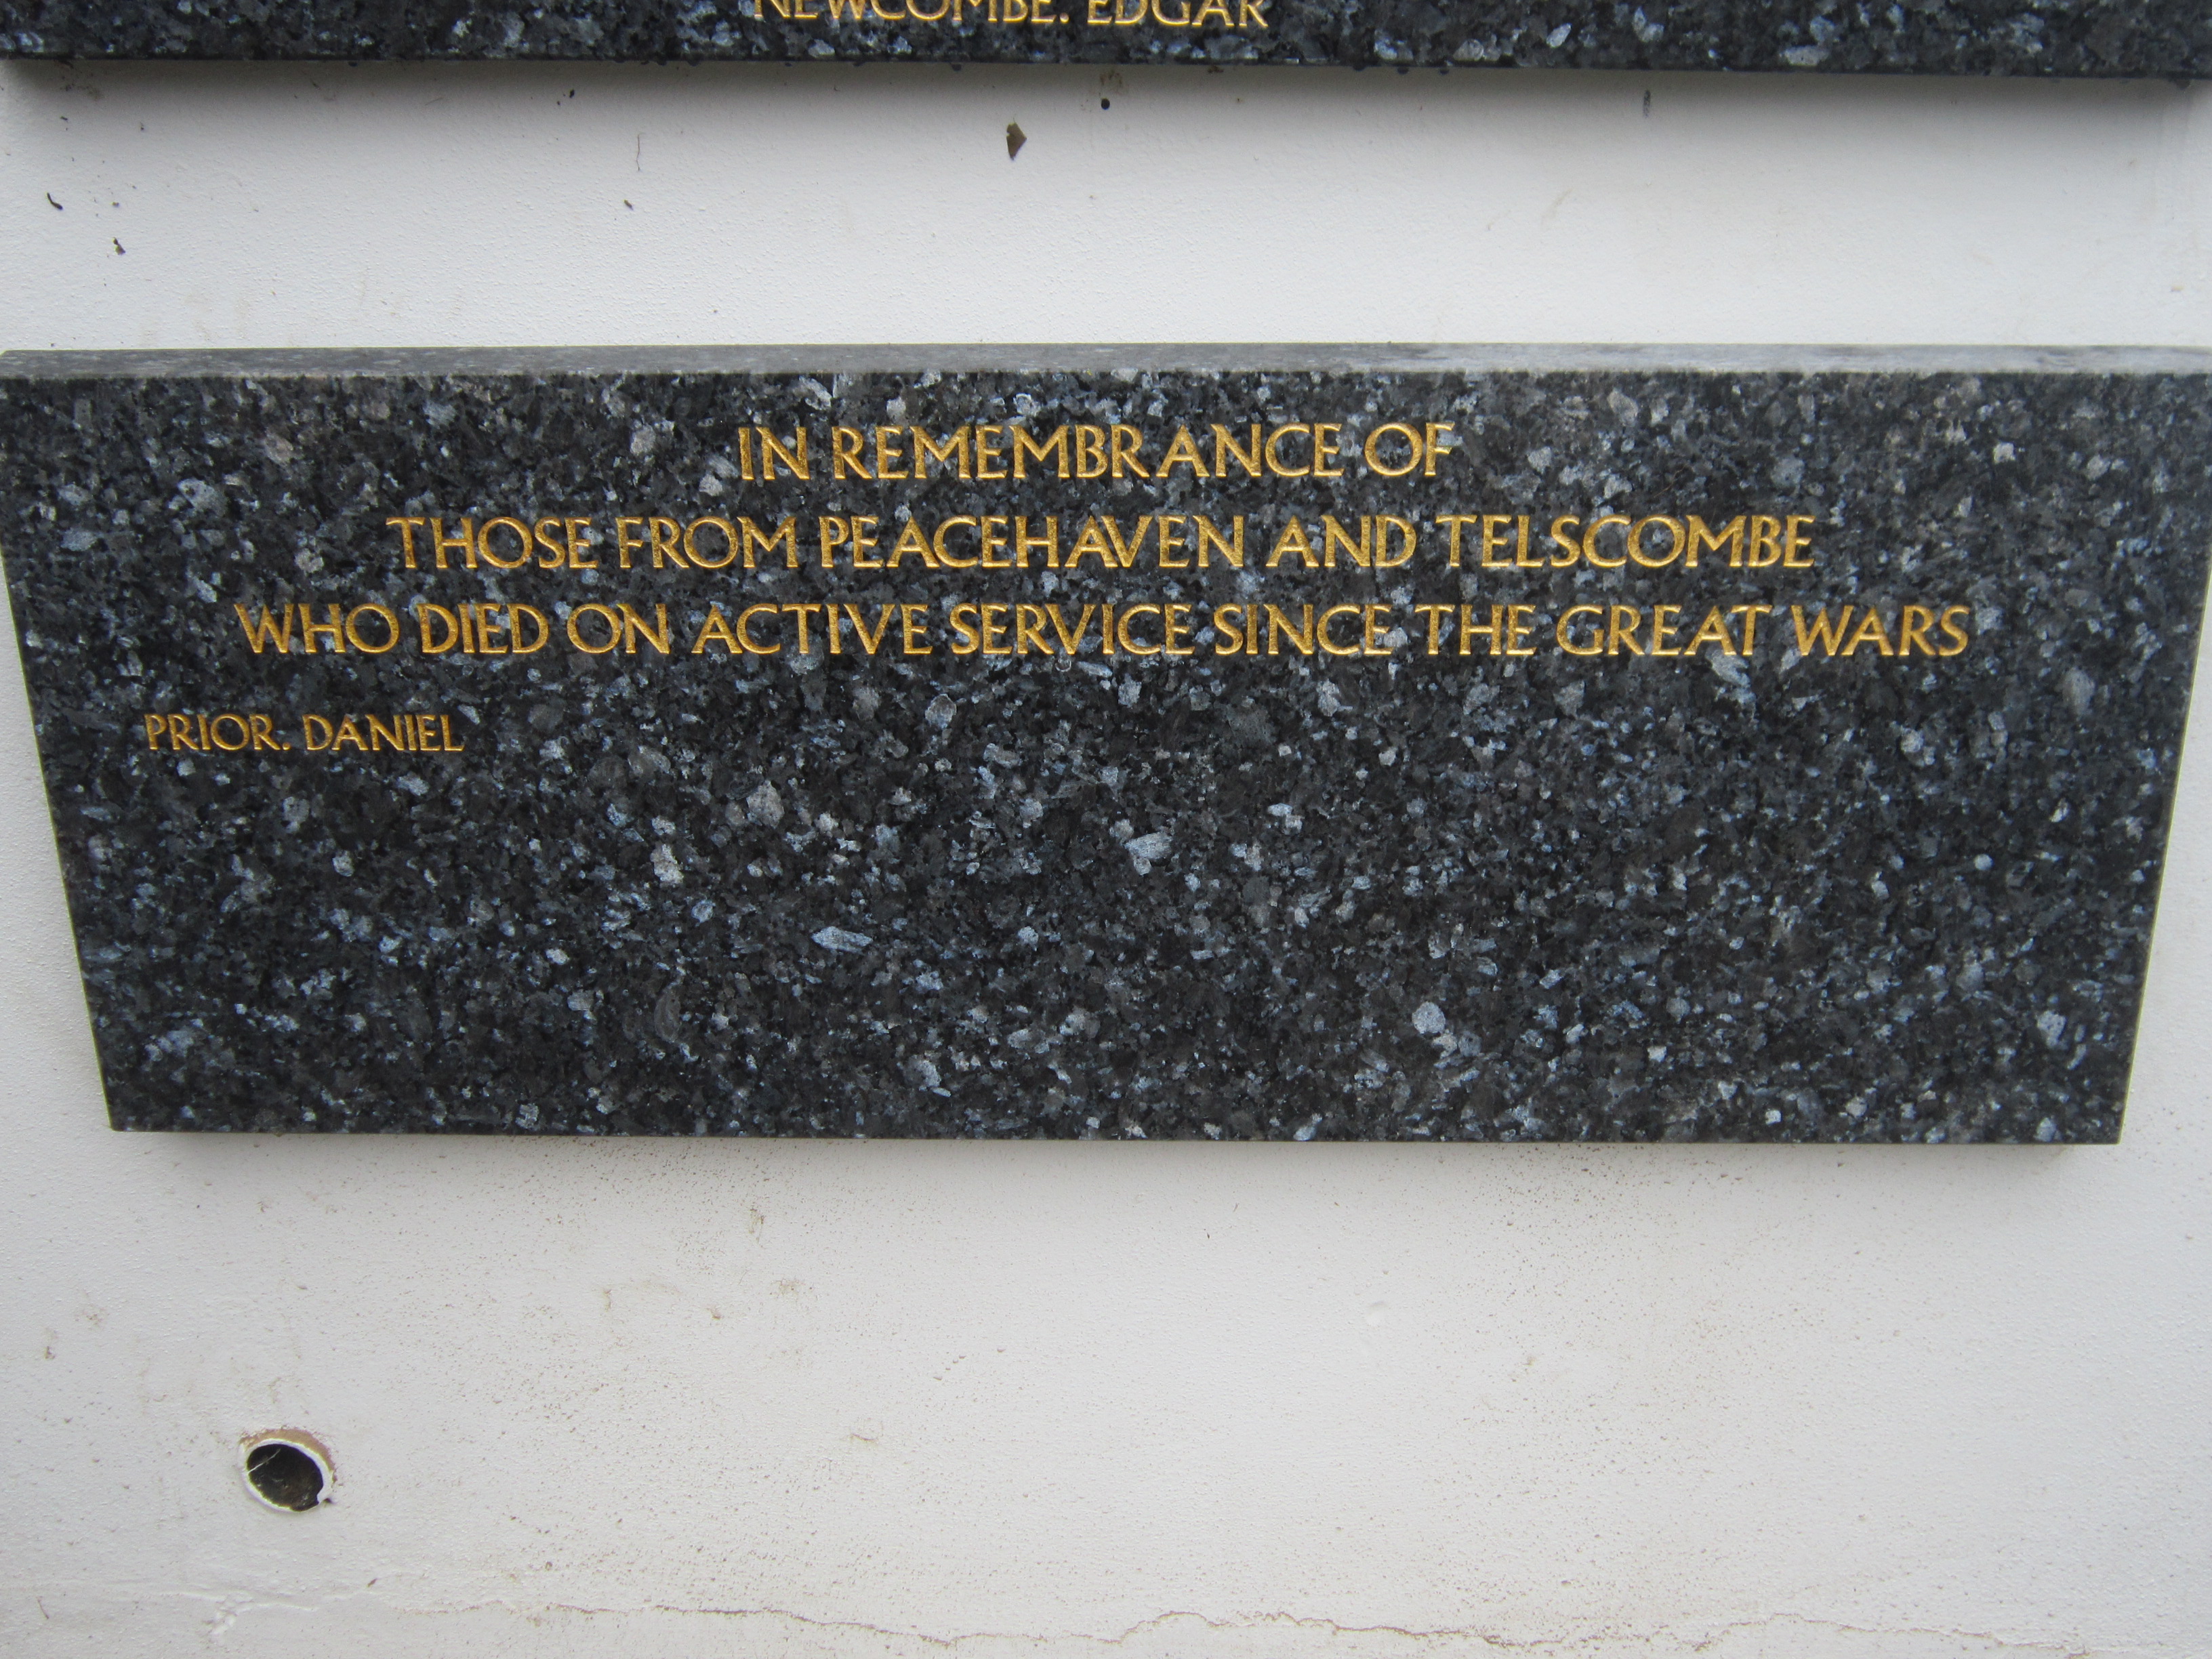 NEWCOMBE. EDGAR
IN REMEMBRANCE OF
THOSE FROM PEACEHAVEN AND TELSCOMBE
WHO DIED ON ACTIVE SERVICE SINCE THE GREAT WARS
PRIOR. DANIEL